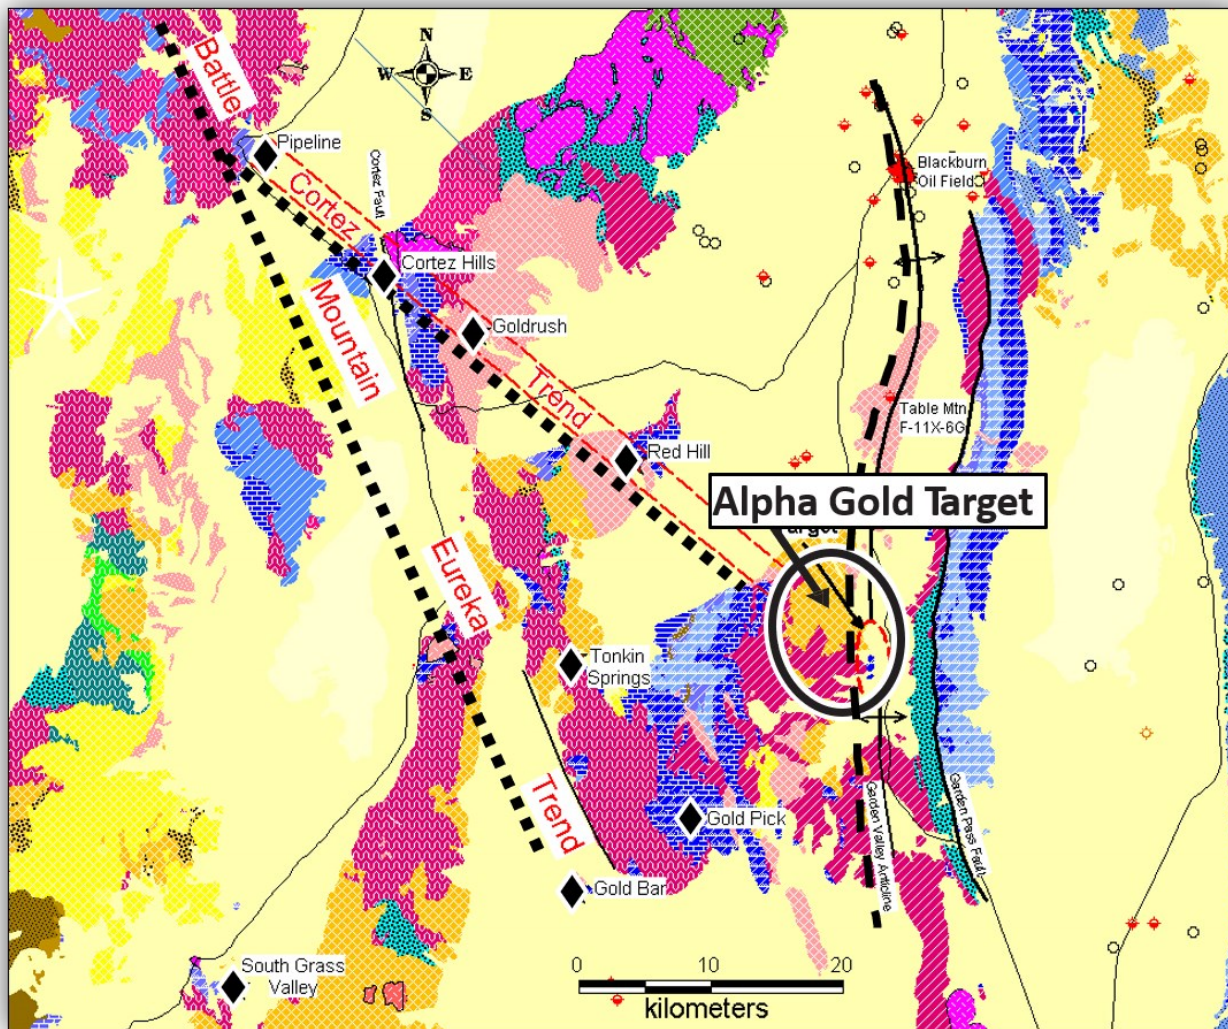 Battle
N
W
E
S
Pipeline
Cortez
Cortez Fault
Cortez Hills
Blackburn
Oil Field
Mountain
Goldrush
Trend
Table Mtn
F-11X-6G
Red Hill
Alpha Gold Target
Target
Eureka
Tonkin
Springs
Trend
Gold Pick
Garden Valley Anticline
Garden Pass Fault
Gold Bar
South Grass
Valley
0 10 20
kilometers